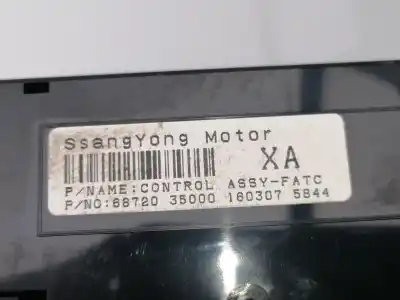 SsangYong Motor
XA
P/NAME:CONTROL ASSY-FATC
P/NO:68720 35000 160307 5844